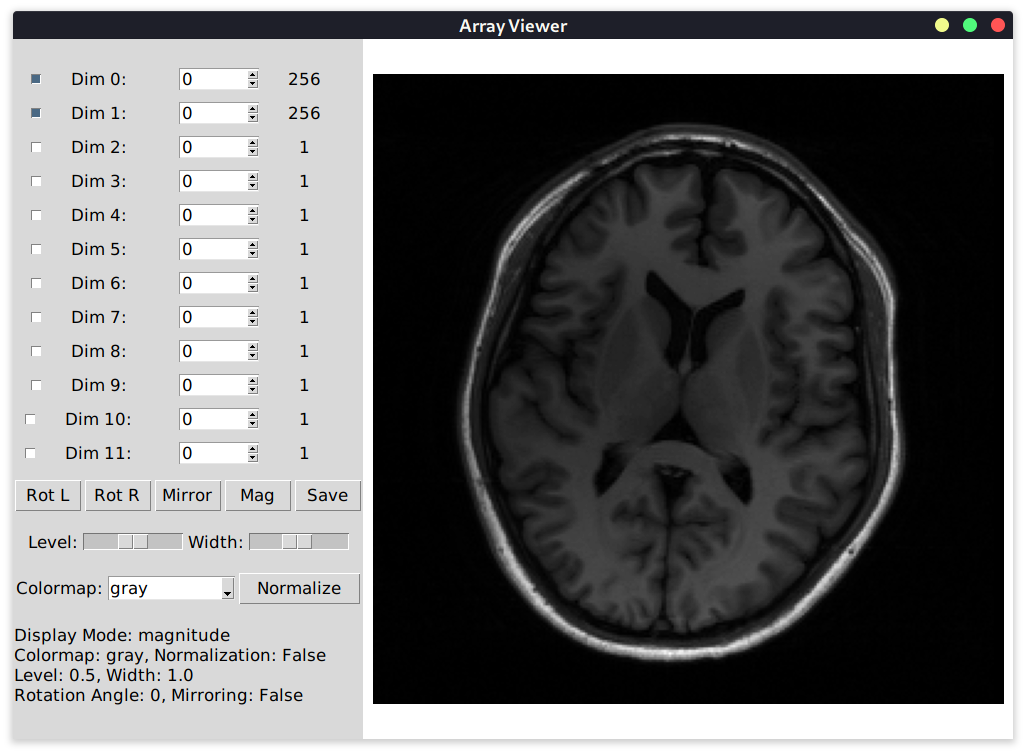 Array Viewer
Dim 0: 0 256
Dim 1: 0 256
Dim 2: 0 1
Dim 3: 0 1
Dim 4: 0 1
Dim 5: 0 1
Dim 6: 0 1
Dim 7: 0 1
Dim 8: 0 1
Dim 9: 0 1
Dim 10: 0 1
Dim 11: 0 1
Rot L Rot R Mirror Mag Save
Level: Width:
Colormap: gray Normalize
Display Mode: magnitude
Colormap: gray, Normalization: False
Level: 0.5, Width: 1.0
Rotation Angle: 0, Mirroring: False